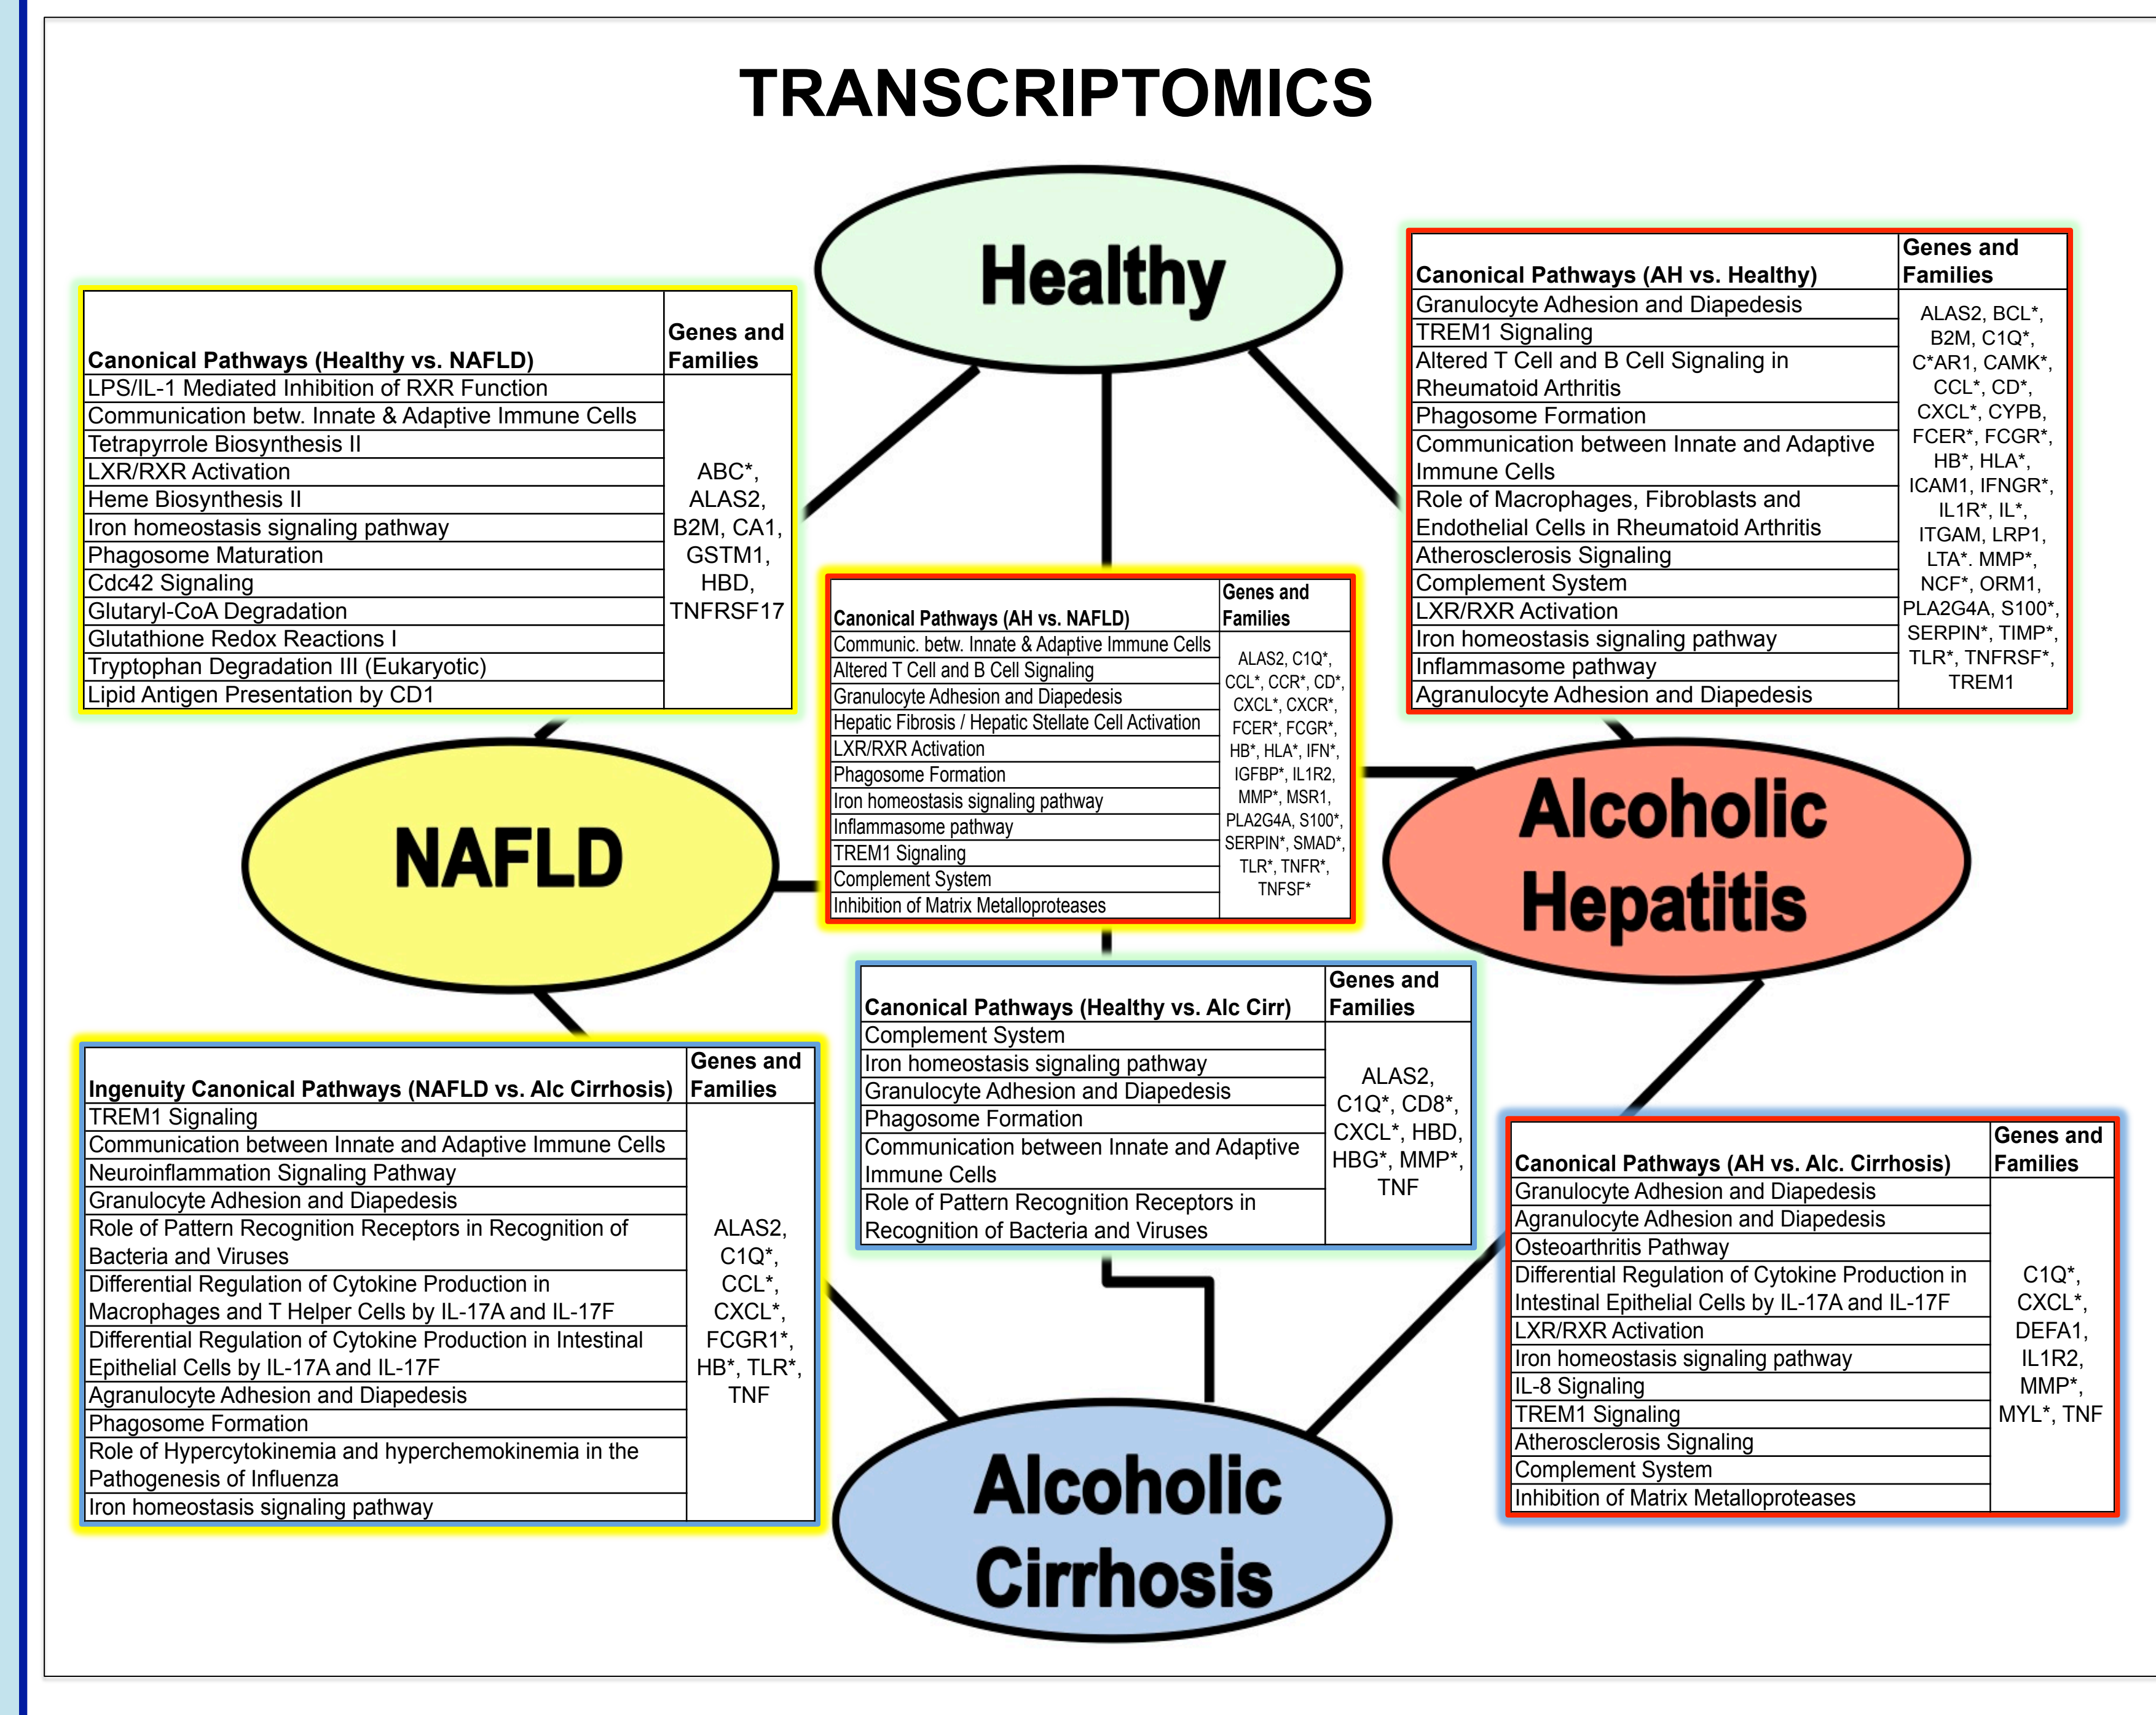 TRANSCRIPTOMICS
Healthy
Canonical Pathways (Healthy vs. NAFLD)
Genes and
Families
LPS/IL-1 Mediated Inhibition of RXR Function
Communication betw. Innate & Adaptive Immune Cells
Tetrapyrrole Biosynthesis II
LXR/RXR Activation
Heme Biosynthesis II
Iron homeostasis signaling pathway
Phagosome Maturation
Cdc42 Signaling
Glutaryl-CoA Degradation
Glutathione Redox Reactions I
Tryptophan Degradation III (Eukaryotic)
Lipid Antigen Presentation by CD1
ABC*,
ALAS2,
B2M, CA1,
GSTM1,
HBD,
TNFRSF17
Canonical Pathways (AH vs. Healthy)
Genes and
Families
Granulocyte Adhesion and Diapedesis
TREM1 Signaling
Altered T Cell and B Cell Signaling in
Rheumatoid Arthritis
Phagosome Formation
Communication between Innate and Adaptive
Immune Cells
Role of Macrophages, Fibroblasts and
Endothelial Cells in Rheumatoid Arthritis
Atherosclerosis Signaling
Complement System
LXR/RXR Activation
Iron homeostasis signaling pathway
Inflammasome pathway
Agranulocyte Adhesion and Diapedesis
ALAS2, BCL*,
B2M, C1Q*,
C*AR1, CAMK*,
CCL*, CD*,
CXCL*, CYPB,
FCER*, FCGR*,
HB*, HLA*,
ICAM1, IFNGR*,
IL1R*, IL*,
ITGAM, LRP1,
LTA*. MMP*,
NCF*, ORM1,
PLA2G4A, S100*,
SERPIN*, TIMP*,
TLR*, TNFRSF*,
TREM1
Canonical Pathways (AH vs. NAFLD)
Genes and
Families
Communic. betw. Innate & Adaptive Immune Cells
Altered T Cell and B Cell Signaling
Granulocyte Adhesion and Diapedesis
Hepatic Fibrosis / Hepatic Stellate Cell Activation
LXR/RXR Activation
Phagosome Formation
Iron homeostasis signaling pathway
Inflammasome pathway
TREM1 Signaling
Complement System
Inhibition of Matrix Metalloproteases
ALAS2, C1Q*,
CCL*, CCR*, CD*,
CXCL*, CXCR*,
FCER*, FCGR*,
HB*, HLA*, IFN*,
IGFBP*, IL1R2,
MMP*, MSR1,
PLA2G4A, S100*,
SERPIN*, SMAD*,
TLR*, TNFR*,
TNFSF*
NAFLD
Alcoholic
Hepatitis
Canonical Pathways (Healthy vs. Alc Cirr)
Genes and
Families
Complement System
Iron homeostasis signaling pathway
Granulocyte Adhesion and Diapedesis
Phagosome Formation
Communication between Innate and Adaptive
Immune Cells
Role of Pattern Recognition Receptors in
Recognition of Bacteria and Viruses
ALAS2,
C1Q*, CD8*,
CXCL*, HBD,
HBG*, MMP*,
TNF
Ingenuity Canonical Pathways (NAFLD vs. Alc Cirrhosis)
Genes and
Families
TREM1 Signaling
Communication between Innate and Adaptive Immune Cells
Neuroinflammation Signaling Pathway
Granulocyte Adhesion and Diapedesis
Role of Pattern Recognition Receptors in Recognition of
Bacteria and Viruses
Differential Regulation of Cytokine Production in
Macrophages and T Helper Cells by IL-17A and IL-17F
Differential Regulation of Cytokine Production in Intestinal
Epithelial Cells by IL-17A and IL-17F
Agranulocyte Adhesion and Diapedesis
Phagosome Formation
Role of Hypercytokinemia and hyperchemokinemia in the
Pathogenesis of Influenza
Iron homeostasis signaling pathway
ALAS2,
C1Q*,
CCL*,
CXCL*,
FCGR1*,
HB*, TLR*,
TNF
Canonical Pathways (AH vs. Alc. Cirrhosis)
Genes and
Families
Granulocyte Adhesion and Diapedesis
Agranulocyte Adhesion and Diapedesis
Osteoarthritis Pathway
Differential Regulation of Cytokine Production in
Intestinal Epithelial Cells by IL-17A and IL-17F
LXR/RXR Activation
Iron homeostasis signaling pathway
IL-8 Signaling
TREM1 Signaling
Atherosclerosis Signaling
Complement System
Inhibition of Matrix Metalloproteases
C1Q*,
CXCL*,
DEFA1,
IL1R2,
MMP*,
MYL*, TNF
Alcoholic
Cirrhosis